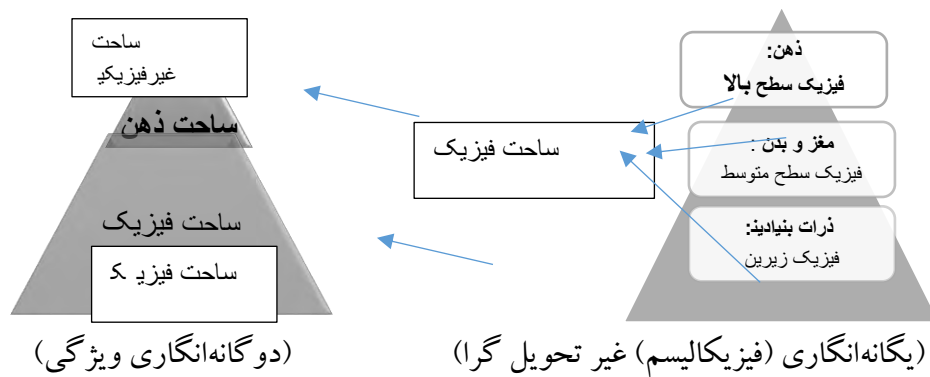 ذهن:
فیزیک سطح بالا
مغز و بدن :
فیزیک سطح متوسط
ذرات بنیادین:
فیزیک زیرین
ساحت فیزیک
(یگانه‌انگاری (فیزیکالیسم) غیر تحویل گرا)
ساحت
غیرفیزیکی
ساحت ذهن
ساحت فیزیک
ساحت فیزی ک
(دوگانه‌انگاری ویژگی)